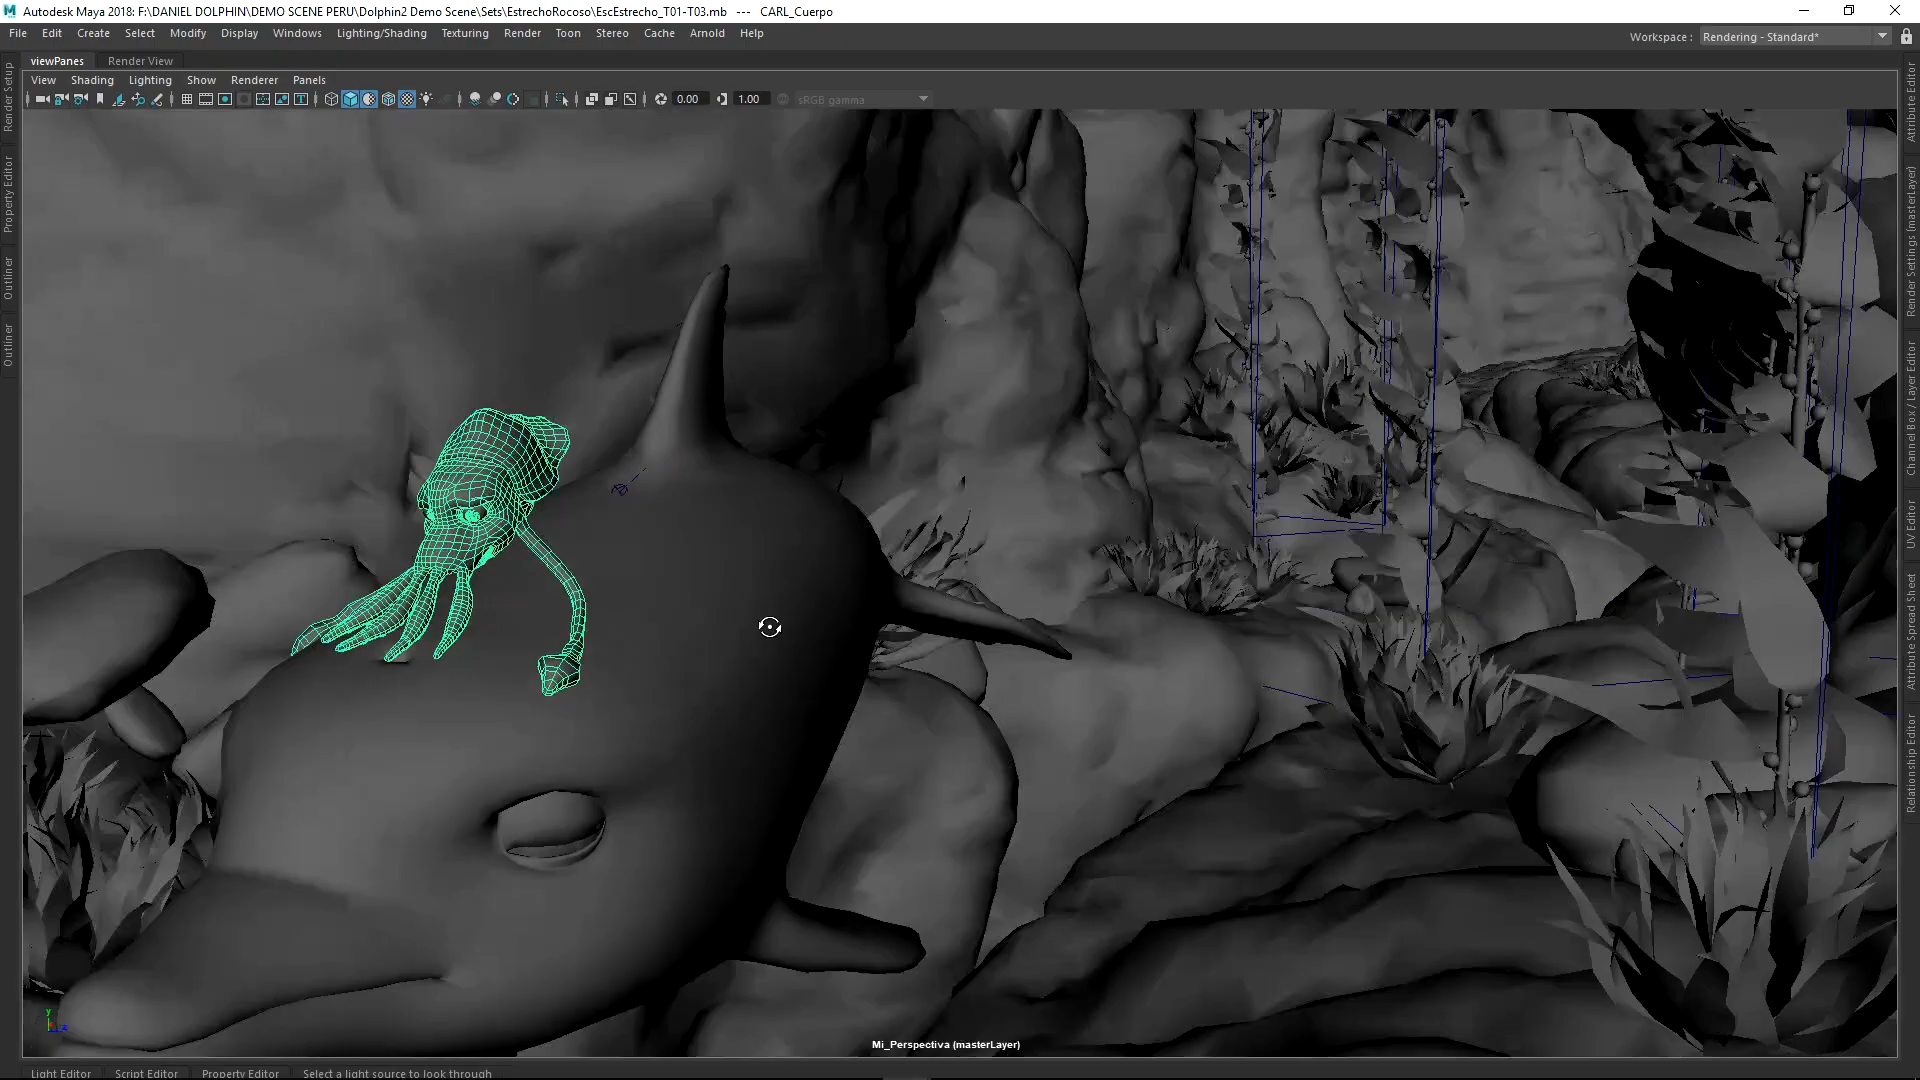 Autodesk Maya 2018: F:\DANIEL DOLPHIN\DEMO SCENE PERU\Dolphin2 Demo Scene\Sets\EstrechoRocoso\EscEstrecho_T01-T03.mb --- CARL_Cuerpo
File Edit Create Select Modify Display Windows Lighting/Shading Texturing Render Toon Stereo Cache Arnold Help
Workspace : Rendering - Standard*
viewPanes Render View
View Shading Lighting Show Renderer Panels
0.00 1.00 sRGB gamma
Render Setup
Property Editor
Outliner
Outliner
Attribute Editor
Render Settings (masterLayer)
Channel Box / Layer Editor
UV Editor
Attribute Spread Sheet
Relationship Editor
y
z
Mi_Perspectiva (masterLayer)
Light Editor Script Editor Property Editor Select a light source to look through